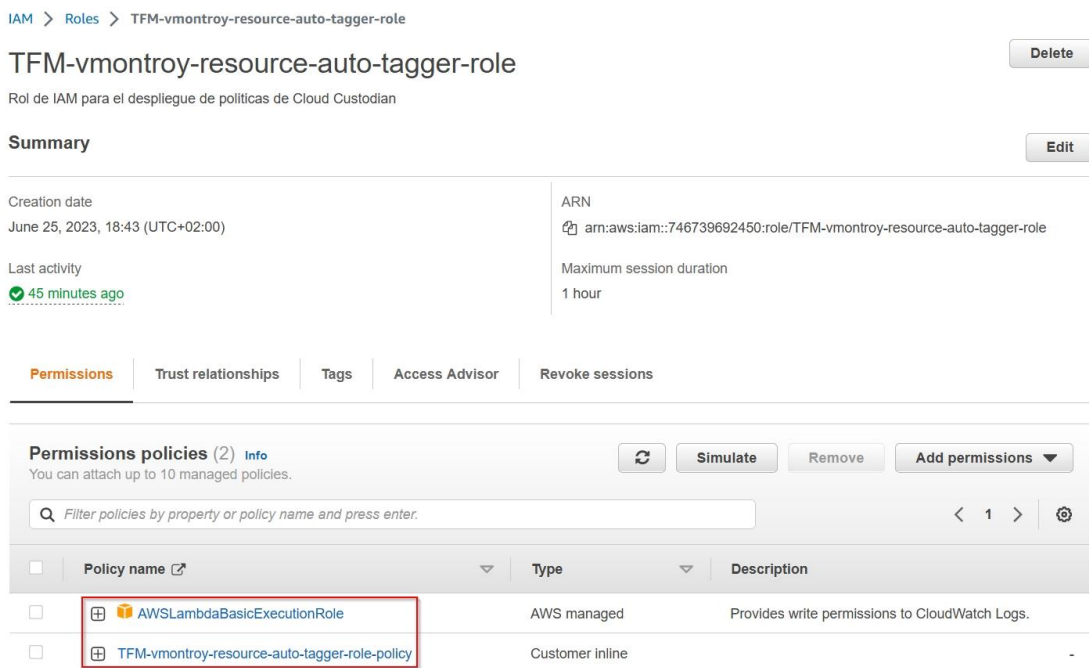 IAM > Roles > TFM-vmontroy-resource-auto-tagger-role
TFM-vmontroy-resource-auto-tagger-role
Delete
Rol de IAM para el despliegue de politicas de Cloud Custodian
Summary
Edit
Creation date
June 25, 2023, 18:43 (UTC+02:00)
ARN
arn:aws:iam::746739692450:role/TFM-vmontroy-resource-auto-tagger-role
Last activity
45 minutes ago
Maximum session duration
1 hour
Permissions Trust relationships Tags Access Advisor Revoke sessions
Permissions policies (2) Info
You can attach up to 10 managed policies.
Simulate Remove Add permissions
Filter policies by property or policy name and press enter.
< 1 >
Policy name Type Description
AWSLambdaBasicExecutionRole AWS managed Provides write permissions to CloudWatch Logs.
TFM-vmontroy-resource-auto-tagger-role-policy Customer inline -